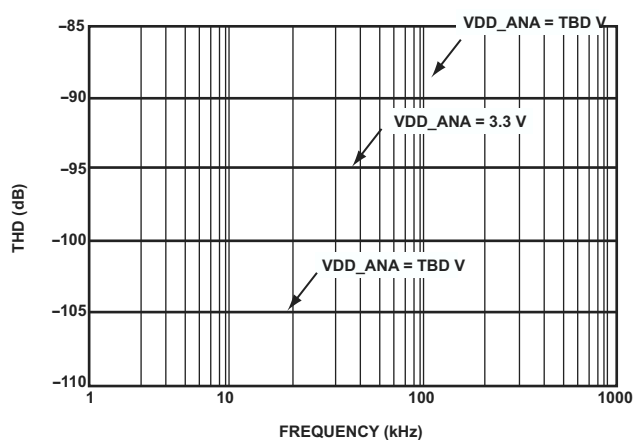 VDD_ANA = TBD V
–85
–90
VDD_ANA = 3.3 V
–95
THD (dB)
–100
VDD_ANA = TBD V
–105
–110
1 10 100 1000
FREQUENCY (kHz)